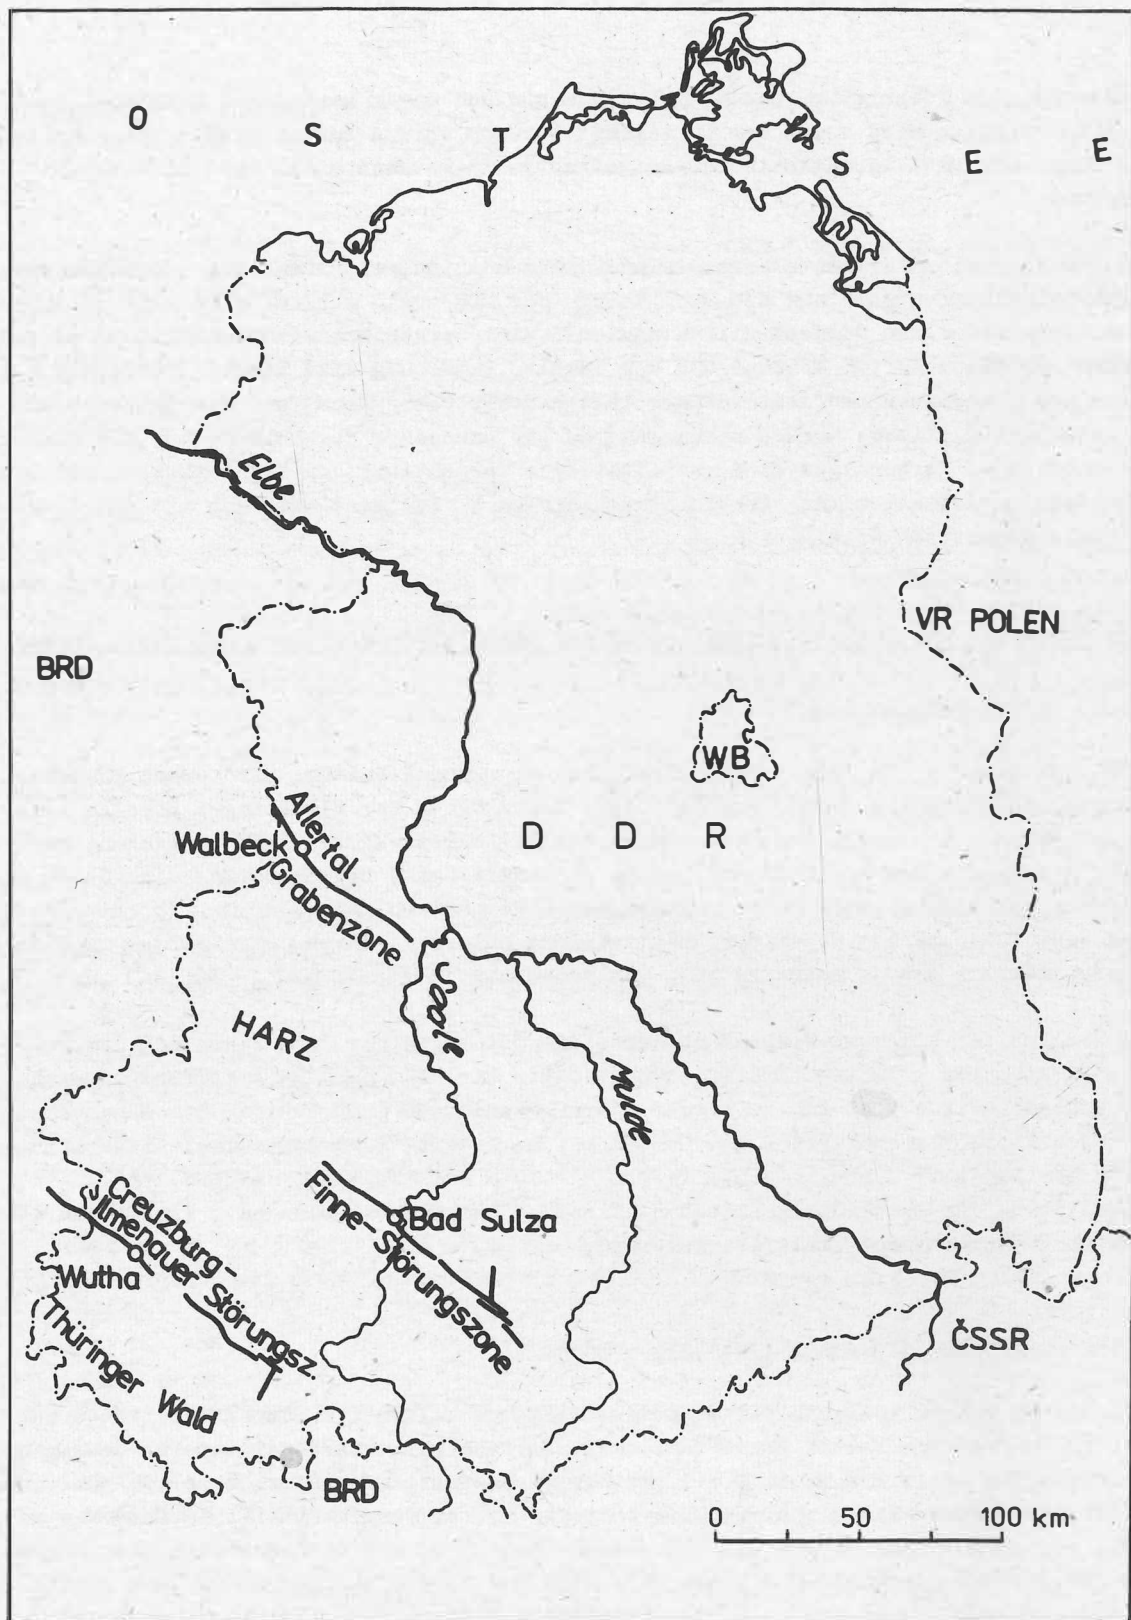 O S T S E E
Elbe
VR POLEN
BRD
WB
D D R
Allertal
Walbeck
Grabenzone
Saale
HARZ
Mulde
Creuzburg-
Ilmenauer Störungsz.
Finne-Störungszone
Bad Sulza
Wutha
Thüringer Wald
ČSSR
BRD
0 50 100 km